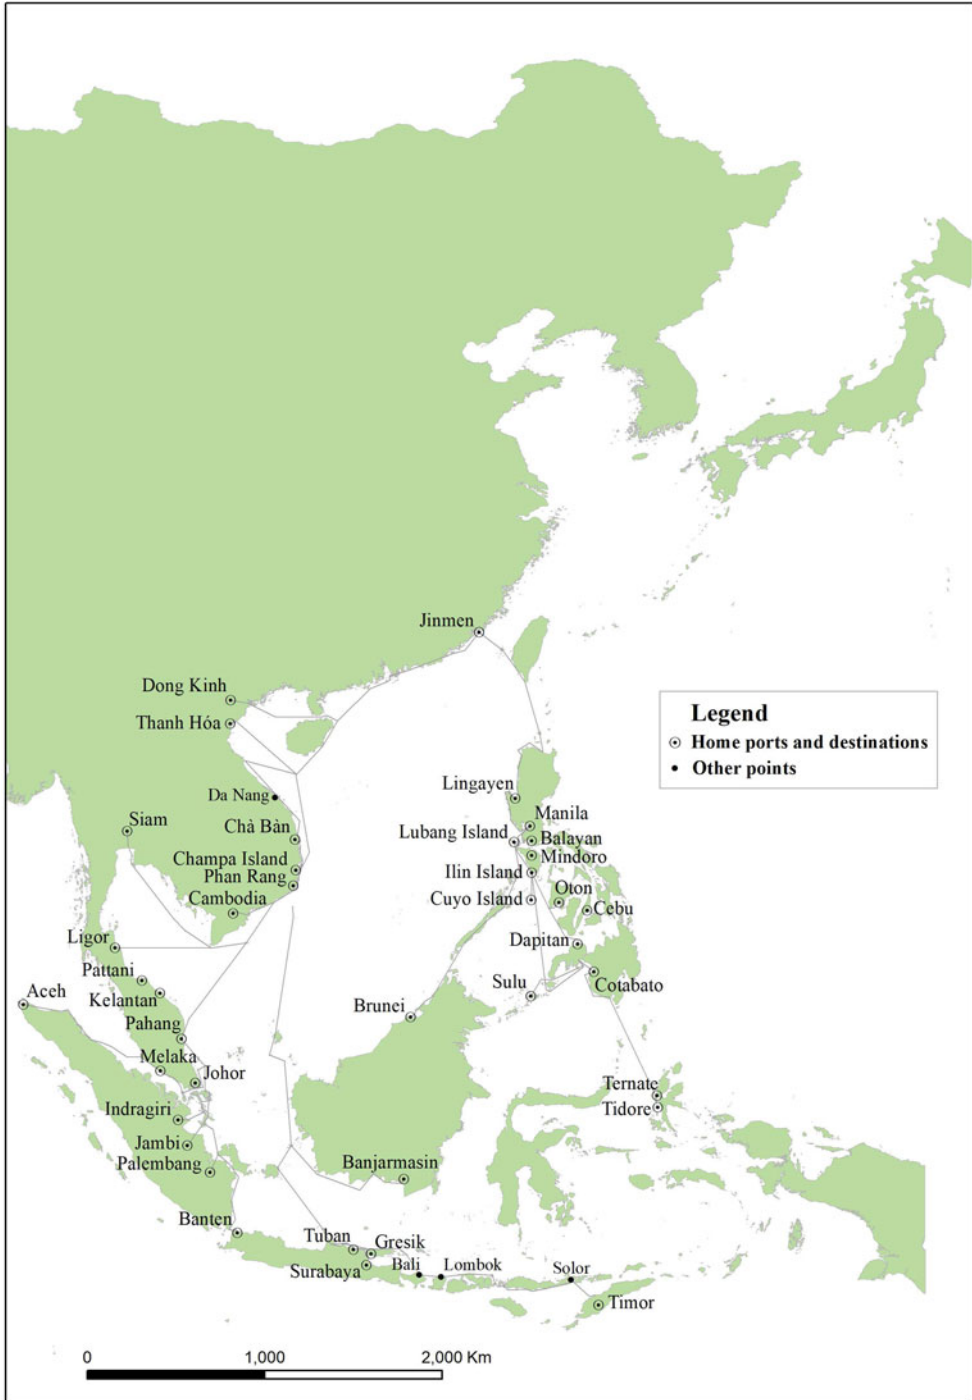 Jinmen
Dong Kinh
Thanh Hóa
Legend
Home ports and destinations
Other points
Lingayen
Da Nang
Siam
Manila
Chà Bàn
Lubang Island
Balayan
Mindoro
Champa Island
Ilin Island
Phan Rang
Oton
Cambodia
Cuyo Island
Cebu
Ligor
Dapitan
Pattani
Sulu
Cotabato
Aceh
Kelantan
Brunei
Pahang
Melaka
Johor
Ternate
Tidore
Indragiri
Jambi
Palembang
Banjarmasin
Banten
Tuban
Gresik
Bali
Lombok
Solor
Surabaya
Timor
0 1,000 2,000 Km